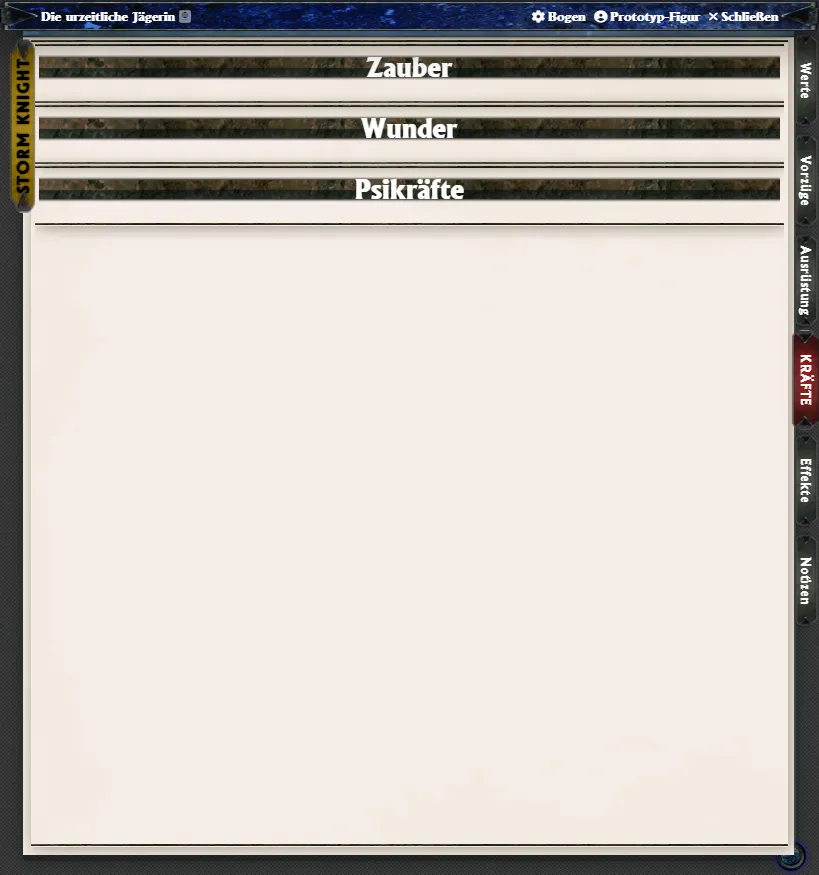 Die urzeitliche Jägerin
Bogen Prototyp-Figur Schließen
STORM KNIGHT
Zauber
Wunder
Psikräfte
Werte
Vorzüge
Ausrüstung
KRÄFTE
Effekte
Notizen